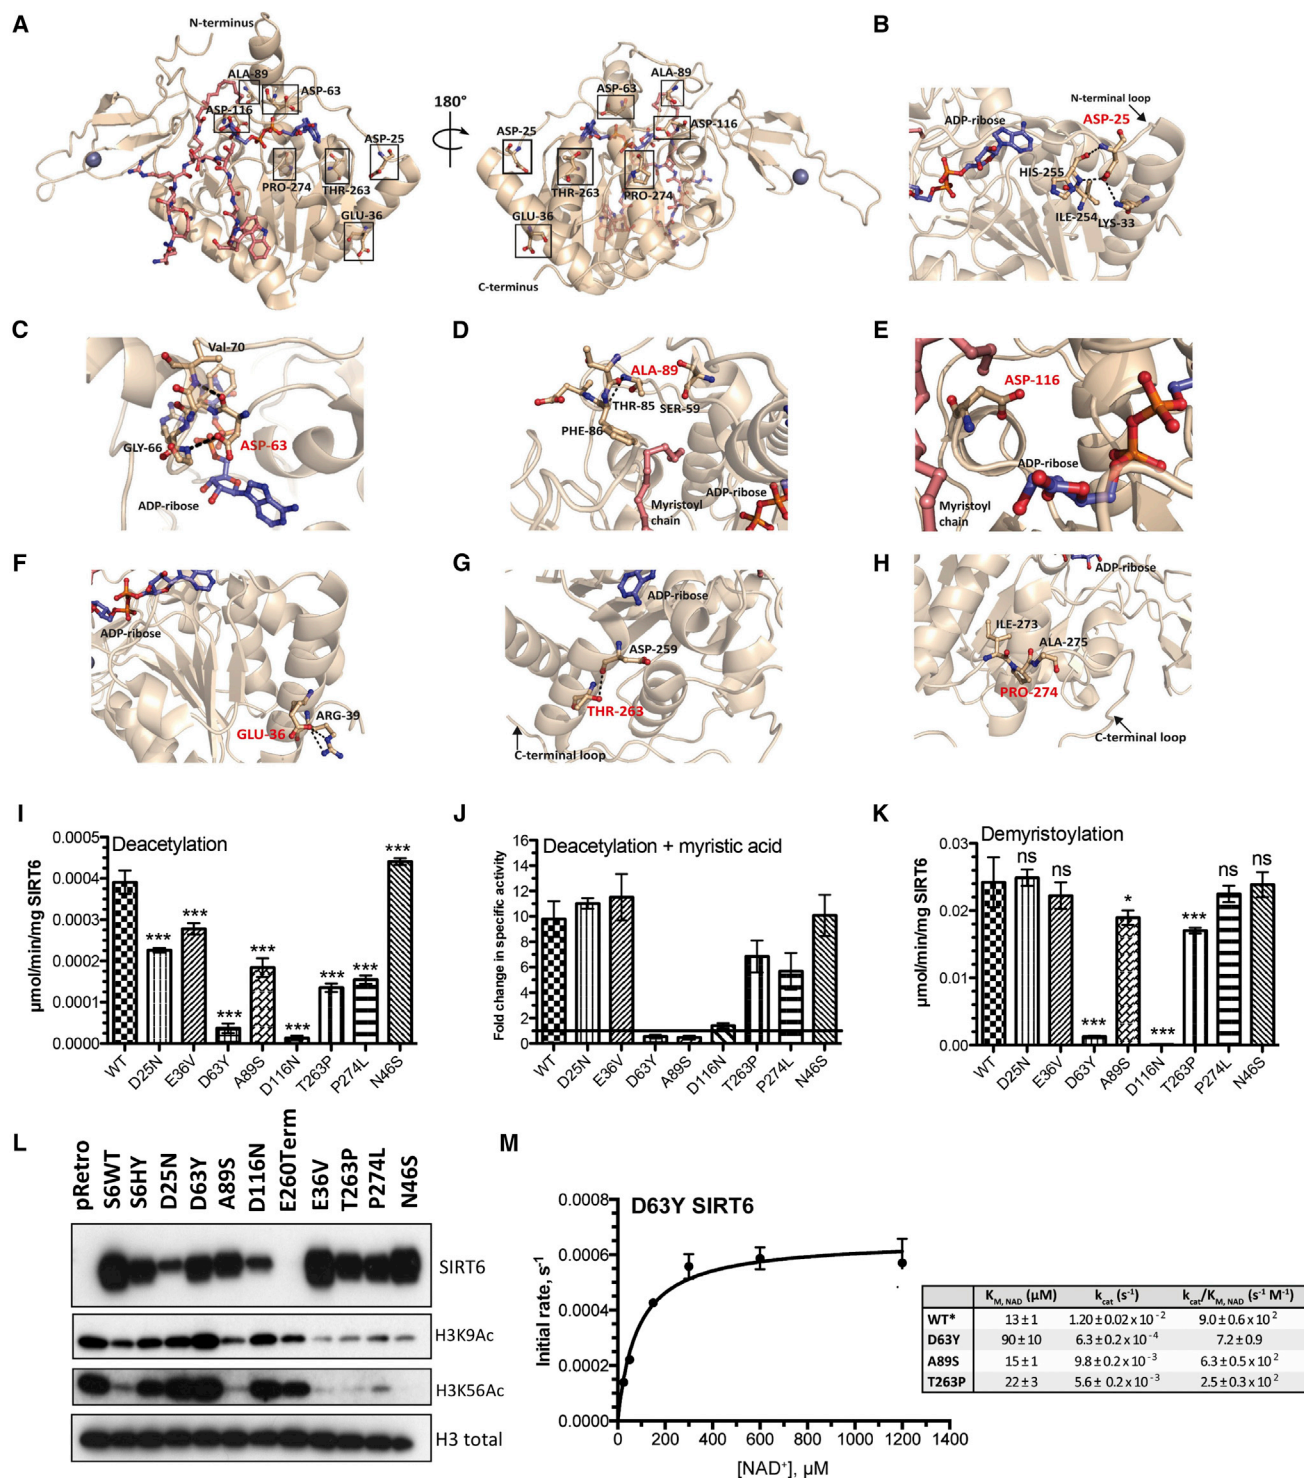 A
N-terminus
ALA-89
ASP-63
ASP-116
ASP-25
PRO-274
THR-263
GLU-36
180°
ALA-89
ASP-63
ASP-116
ASP-25
THR-263
PRO-274
GLU-36
C-terminus
B
N-terminal loop
ADP-ribose
ASP-25
HIS-255
ILE-254
LYS-33
C
Val-70
GLY-66
ASP-63
ADP-ribose
D
ALA-89
THR-85
SER-59
PHE-86
Myristoyl
chain
ADP-ribose
E
ASP-116
ADP-ribose
Myristoyl
chain
F
ADP-ribose
ARG-39
GLU-36
G
ADP-ribose
ASP-259
THR-263
C-terminal loop
H
ADP-ribose
ILE-273
ALA-275
PRO-274
C-terminal loop
I
Deacetylation
µmol/min/mg SIRT6
0.0005
0.0004
0.0003
0.0002
0.0001
0.0000
*** *** *** *** *** *** *** ***
WT D25N E36V D63Y A89S D116N T263P P274L N46S
J
Deacetylation + myristic acid
Fold change in specific activity
16
14
12
10
8
6
4
2
1
0
WT D25N E36V D63Y A89S D116N T263P P274L N46S
K
Demyristoylation
µmol/min/mg SIRT6
0.03
0.02
0.01
0.00
ns ns *** * *** *** ns ns
WT D25N E36V D63Y A89S D116N T263P P274L N46S
L
pRetro S6WT S6HY D25N D63Y A89S D116N E260Term E36V T263P P274L N46S
SIRT6
H3K9Ac
H3K56Ac
H3 total
M
D63Y SIRT6
Initial rate, s-1
0.0008
0.0006
0.0004
0.0002
0.0000
0 200 400 600 800 1000 1200 1400
[NAD+], µM
KM, NAD (µM) kcat (s-1) kcat/KM, NAD (s-1 M-1)
WT* 13±1 1.20±0.02 x 10-2 9.0±0.6 x 10 2
D63Y 90±10 6.3±0.2 x 10-4 7.2±0.9
A89S 15±1 9.8±0.2 x 10-3 6.3±0.5 x 10 2
T263P 22±3 5.6±0.2 x 10-3 2.5±0.3 x 10 2